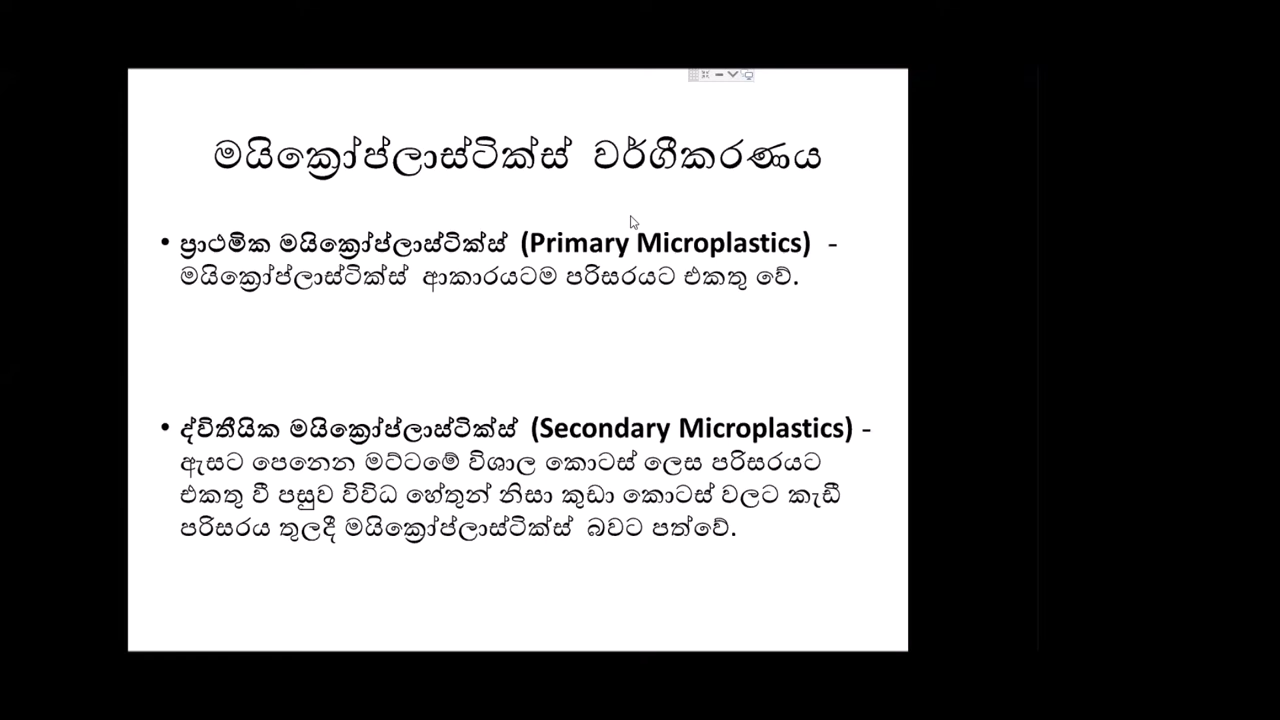 මයික්‍රෝප්ලාස්ටික්ස් වර්ගීකරණය
• ප්‍රාථමික මයික්‍රෝප්ලාස්ටික්ස් (Primary Microplastics) -
මයික්‍රෝප්ලාස්ටික්ස් ආකාරයටම පරිසරයට එකතු වේ.
• ද්විතීයික මයික්‍රෝප්ලාස්ටික්ස් (Secondary Microplastics) -
ඇසට පෙනෙන මට්ටමේ විශාල කොටස් ලෙස පරිසරයට
එකතු වී පසුව විවිධ හේතුන් නිසා කුඩා කොටස් වලට කැඩී
පරිසරය තුලදී මයික්‍රෝප්ලාස්ටික්ස් බවට පත්වේ.